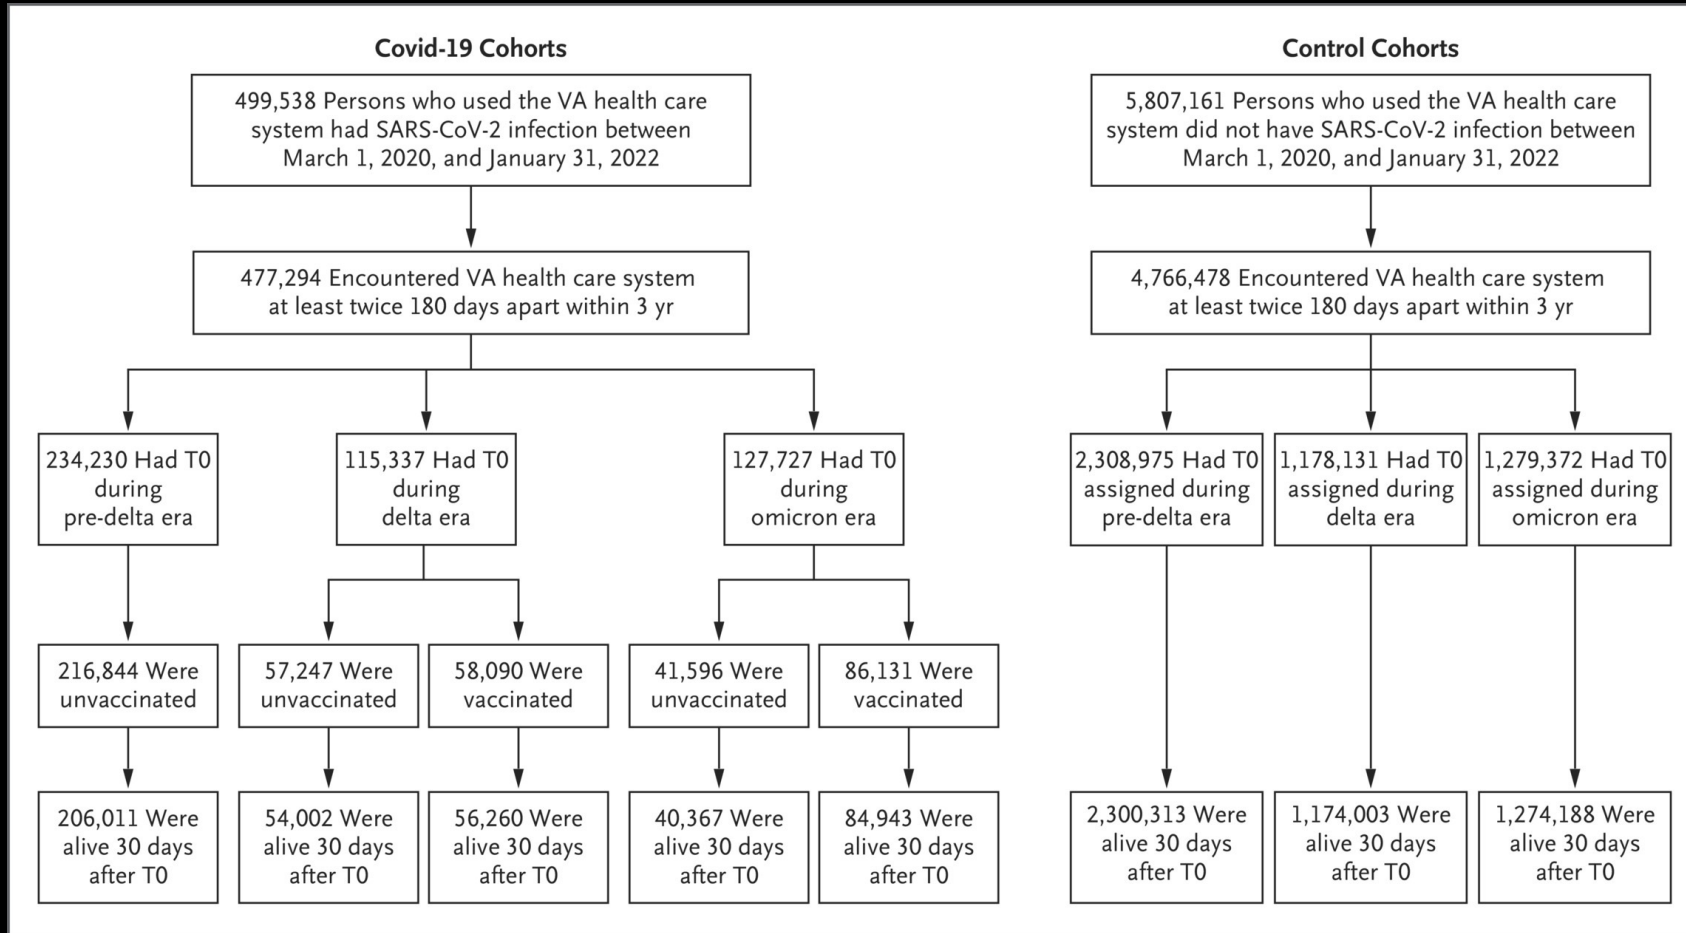 Covid-19 Cohorts
499,538 Persons who used the VA health care
system had SARS-CoV-2 infection between
March 1, 2020, and January 31, 2022
477,294 Encountered VA health care system
at least twice 180 days apart within 3 yr
234,230 Had T0
during
pre-delta era
115,337 Had T0
during
delta era
127,727 Had T0
during
omicron era
216,844 Were
unvaccinated
57,247 Were
unvaccinated
58,090 Were
vaccinated
41,596 Were
unvaccinated
86,131 Were
vaccinated
206,011 Were
alive 30 days
after T0
54,002 Were
alive 30 days
after T0
56,260 Were
alive 30 days
after T0
40,367 Were
alive 30 days
after T0
84,943 Were
alive 30 days
after T0
Control Cohorts
5,807,161 Persons who used the VA health care
system did not have SARS-CoV-2 infection between
March 1, 2020, and January 31, 2022
4,766,478 Encountered VA health care system
at least twice 180 days apart within 3 yr
2,308,975 Had T0
assigned during
pre-delta era
1,178,131 Had T0
assigned during
delta era
1,279,372 Had T0
assigned during
omicron era
2,300,313 Were
alive 30 days
after T0
1,174,003 Were
alive 30 days
after T0
1,274,188 Were
alive 30 days
after T0